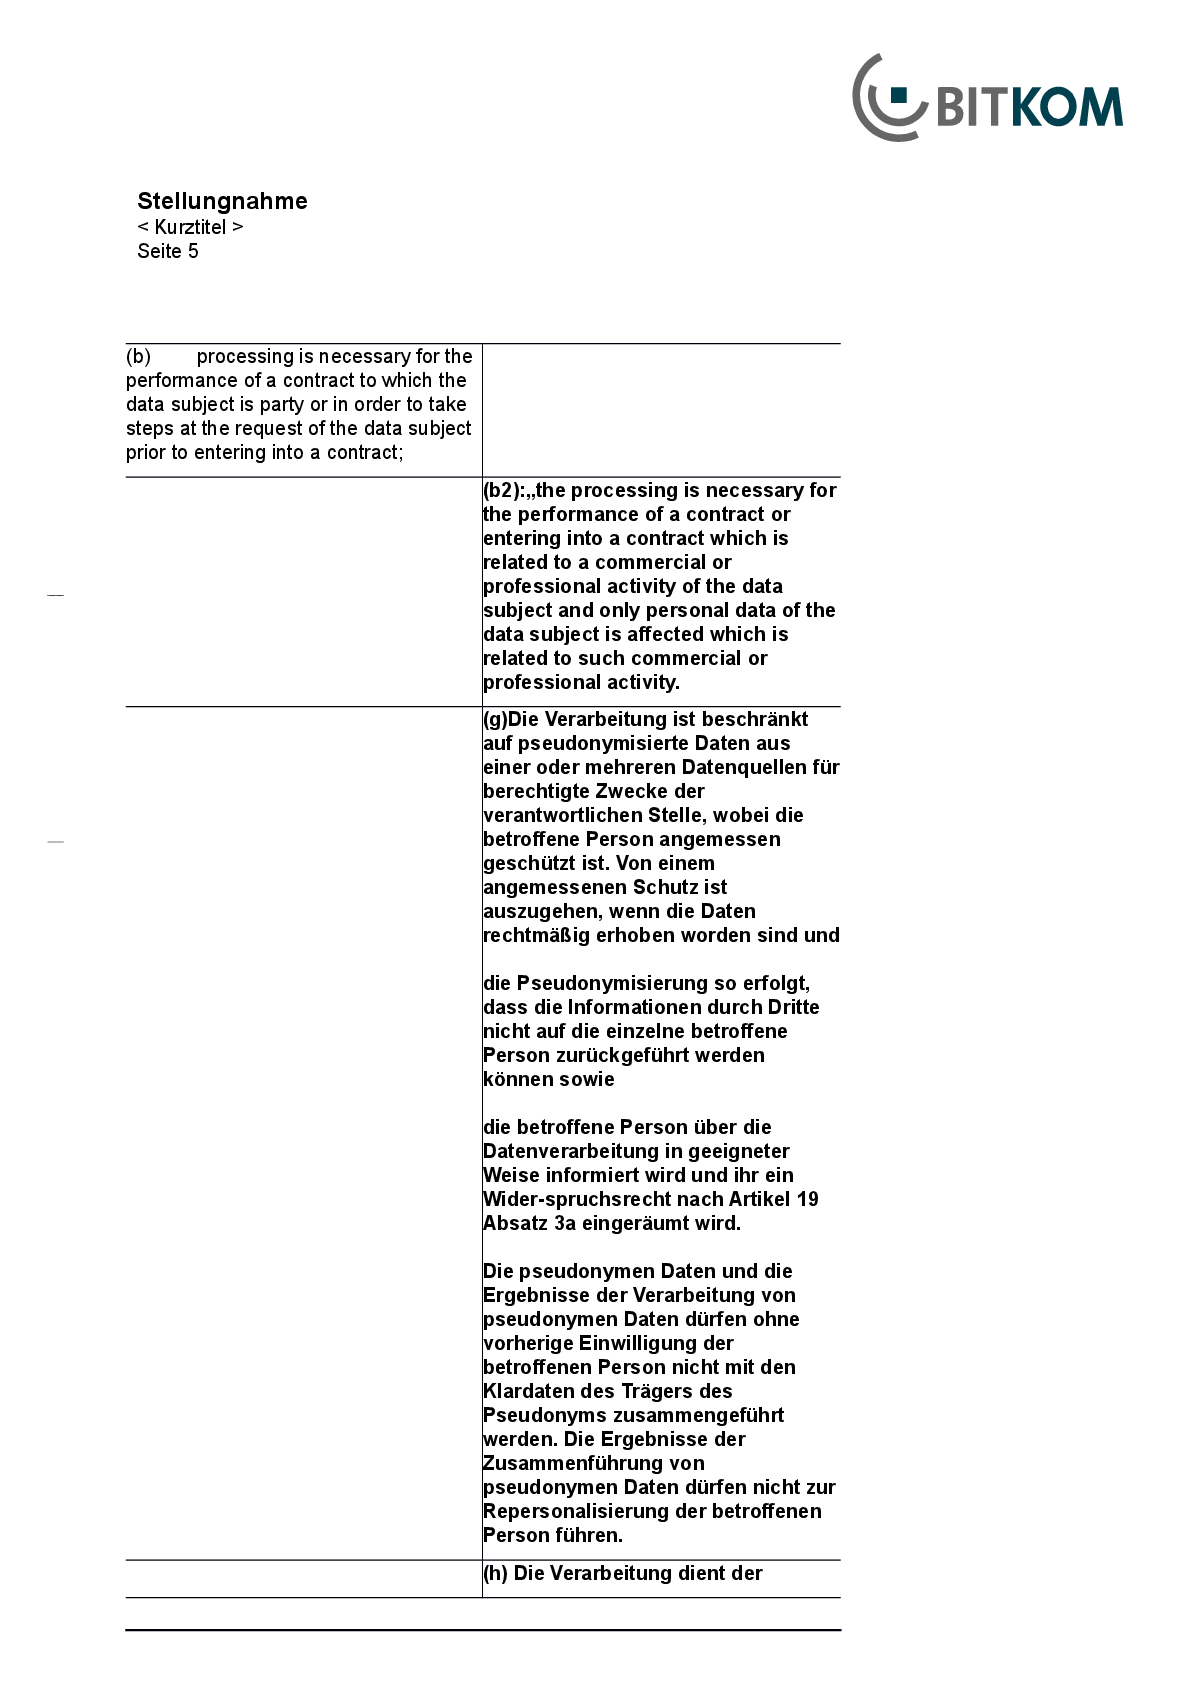 BITKOM
Stellungnahme
< Kurztitel >
Seite 5
(b) processing is necessary for the
performance of a contract to which the
data subject is party or in order to take
steps at the request of the data subject
prior to entering into a contract;
(b2):„the processing is necessary for
the performance of a contract or
entering into a contract which is
related to a commercial or
professional activity of the data
subject and only personal data of the
data subject is affected which is
related to such commercial or
professional activity.
(g)Die Verarbeitung ist beschränkt
auf pseudonymisierte Daten aus
einer oder mehreren Datenquellen für
berechtigte Zwecke der
verantwortlichen Stelle, wobei die
betroffene Person angemessen
geschützt ist. Von einem
angemessenen Schutz ist
auszugehen, wenn die Daten
rechtmäßig erhoben worden sind und
die Pseudonymisierung so erfolgt,
dass die Informationen durch Dritte
nicht auf die einzelne betroffene
Person zurückgeführt werden
können sowie
die betroffene Person über die
Datenverarbeitung in geeigneter
Weise informiert wird und ihr ein
Wider-spruchsrecht nach Artikel 19
Absatz 3a eingeräumt wird.
Die pseudonymen Daten und die
Ergebnisse der Verarbeitung von
pseudonymen Daten dürfen ohne
vorherige Einwilligung der
betroffenen Person nicht mit den
Klardaten des Trägers des
Pseudonyms zusammengeführt
werden. Die Ergebnisse der
Zusammenführung von
pseudonymen Daten dürfen nicht zur
Repersonalisierung der betroffenen
Person führen.
(h) Die Verarbeitung dient der